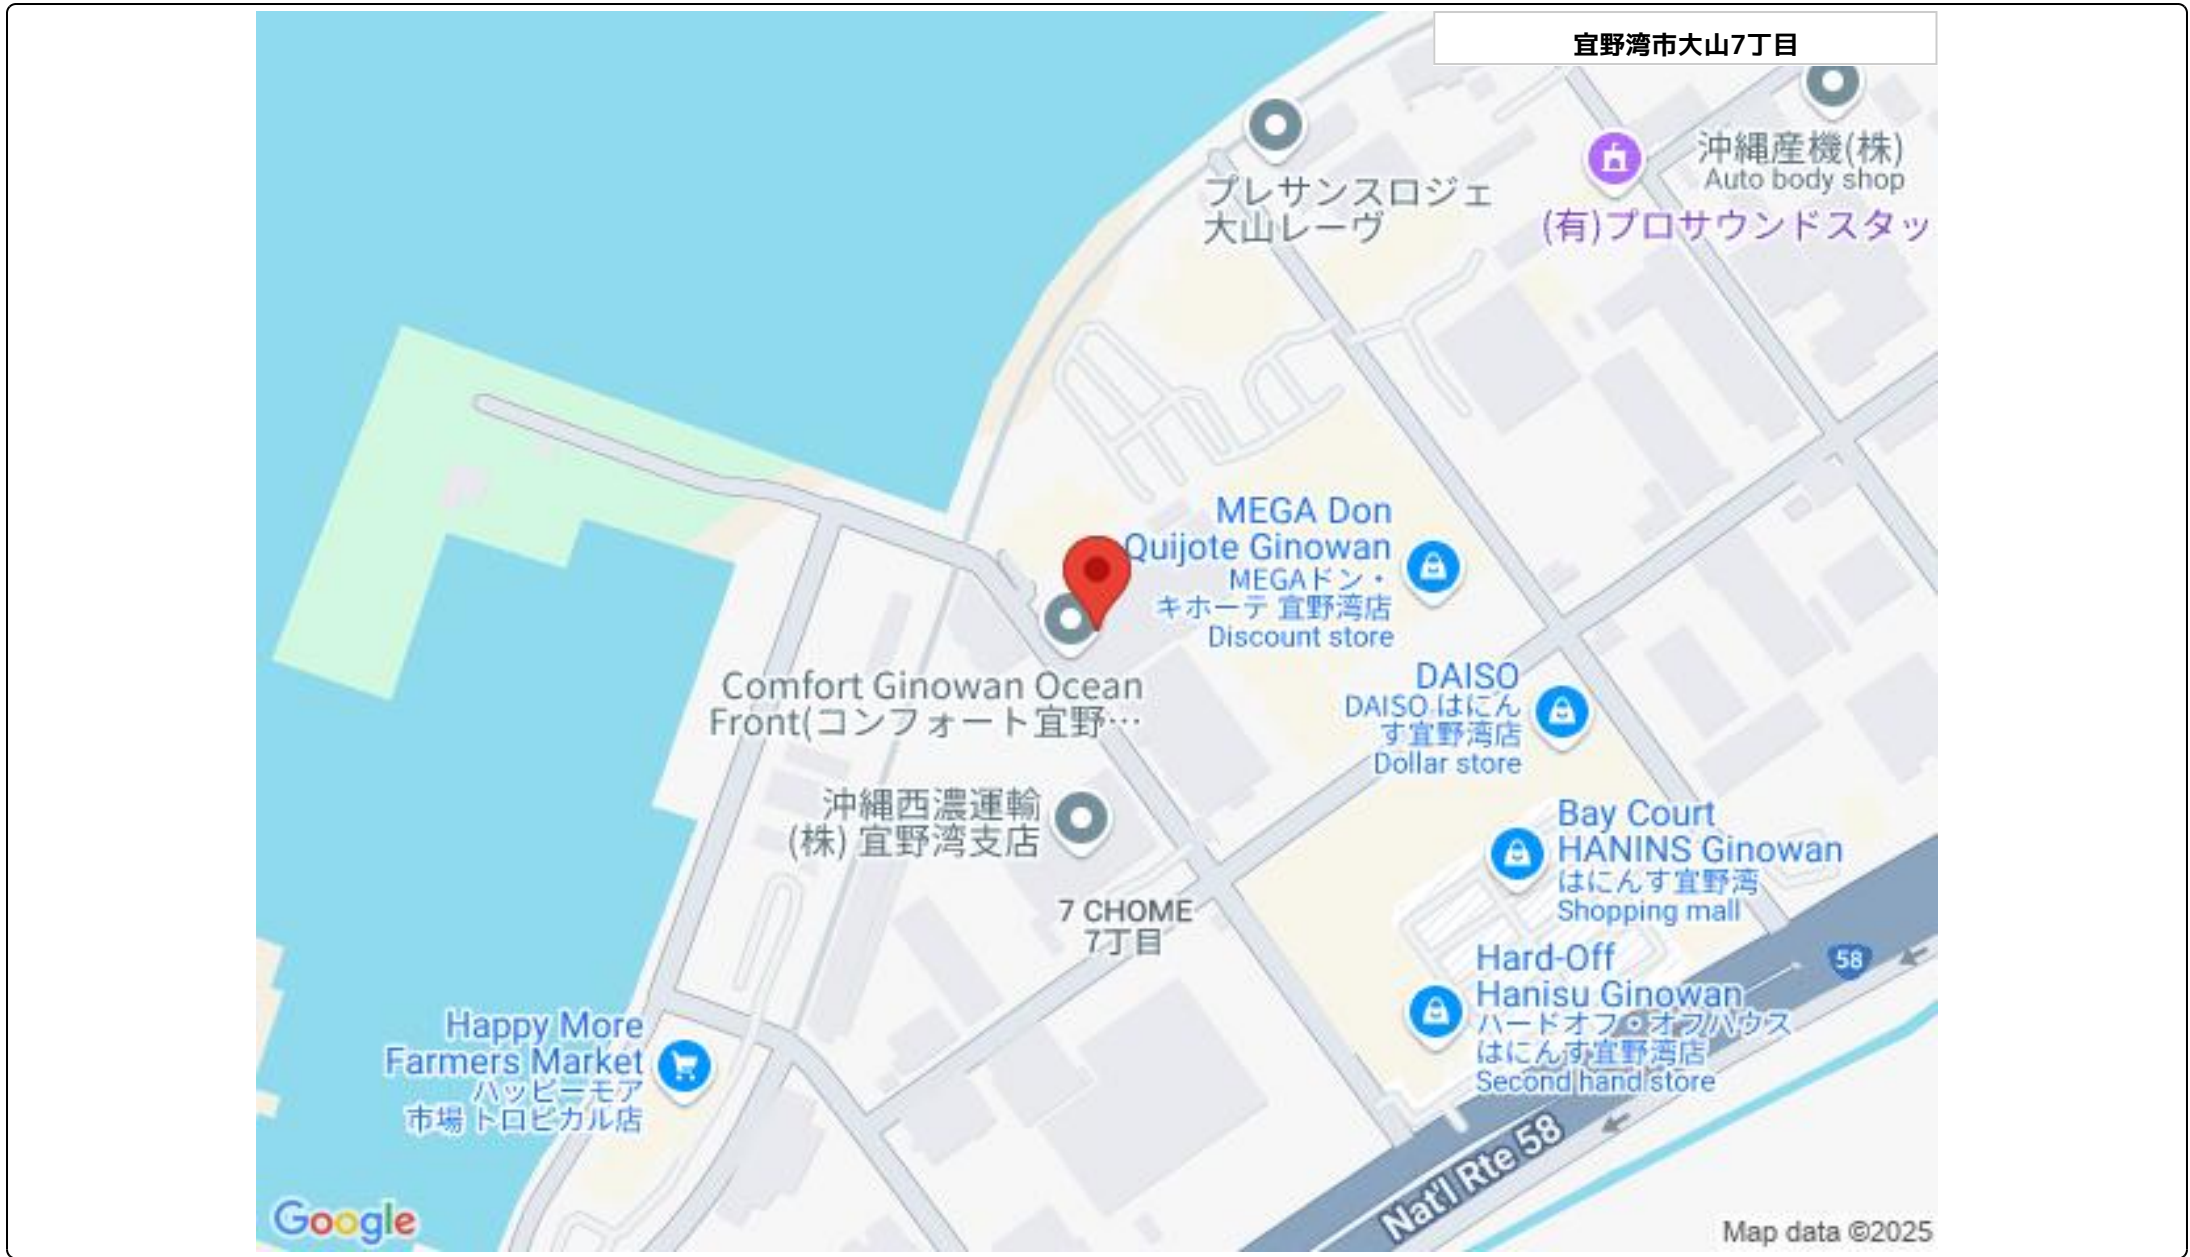 宜野湾市大山7丁目
プレサンスロジェ
大山レーヴ
沖縄産機(株)
Auto body shop
(有)プロサウンドスタッ
MEGA Don
Quijote Ginowan
MEGAドン・
キホーテ 宜野湾店
Discount store
Comfort Ginowan Ocean
Front(コンフォート宜野…
DAISO
DAISO はにん
す宜野湾店
Dollar store
沖縄西濃運輸
(株) 宜野湾支店
Bay Court
HANINS Ginowan
はにんす宜野湾
Shopping mall
7 CHOME
7丁目
58
Hard-Off
Hanisu Ginowan
ハードオフ・オフハウス
はにんす宜野湾店
Second hand store
Happy More
Farmers Market
ハッピーモア
市場 トロピカル店
Nat'l Rte 58
Google
Map data ©2025